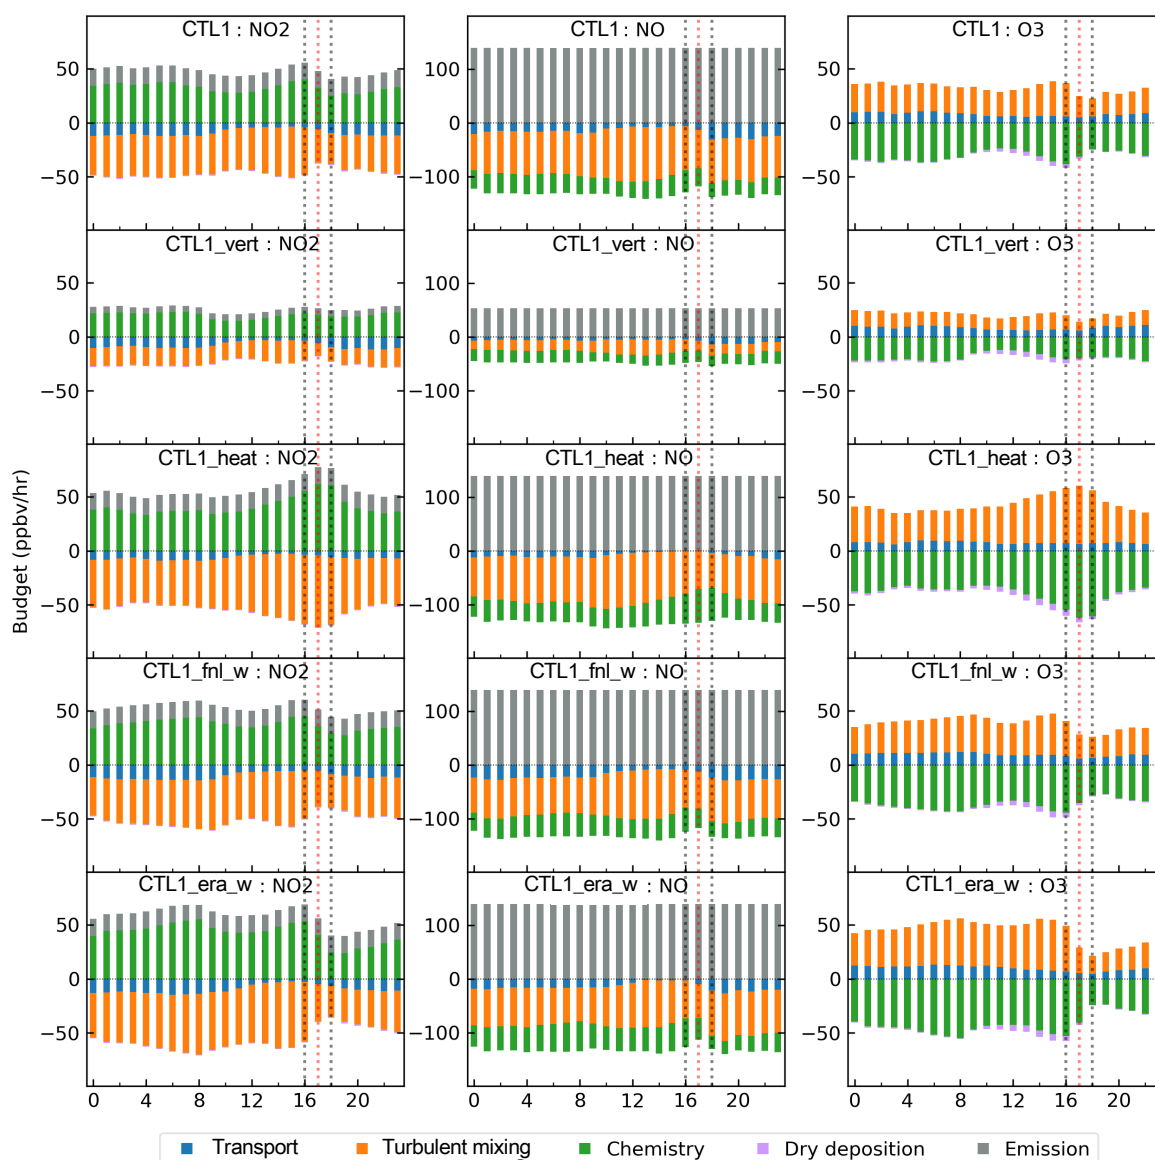 CTL1 : NO2
CTL1 : NO
CTL1 : O3
50
0
−50
100
0
−100
50
0
−50
CTL1_vert : NO2
CTL1_vert : NO
CTL1_vert : O3
50
0
−50
100
0
−100
50
0
−50
CTL1_heat : NO2
CTL1_heat : NO
CTL1_heat : O3
50
0
−50
100
0
−100
50
0
−50
Budget (ppbv/hr)
CTL1_fnl_w : NO2
CTL1_fnl_w : NO
CTL1_fnl_w : O3
50
0
−50
100
0
−100
50
0
−50
CTL1_era_w : NO2
CTL1_era_w : NO
CTL1_era_w : O3
50
0
−50
100
0
−100
50
0
−50
0 4 8 12 16 20
0 4 8 12 16 20
0 4 8 12 16 20
Transport Turbulent mixing Chemistry Dry deposition Emission